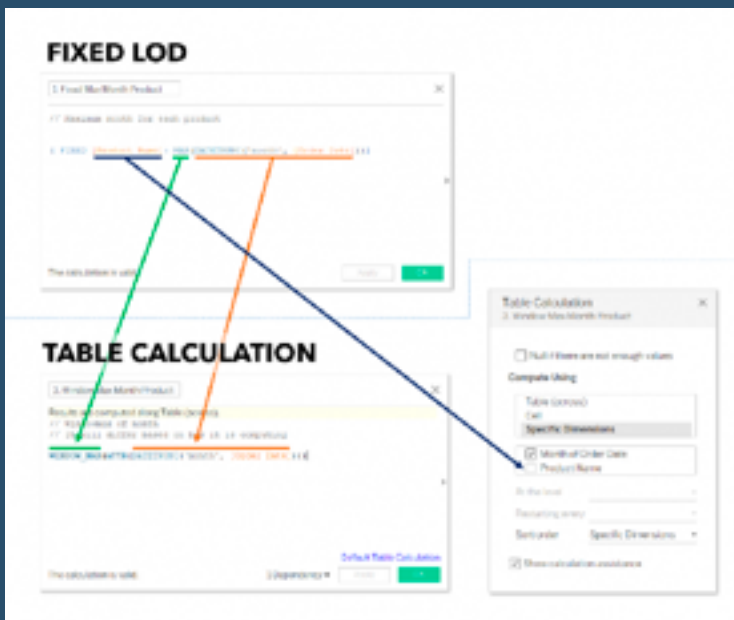 FIXED LOD
1. Fixed Max Month Product
// Maximum month for each product
{ FIXED [Product Name] : MAX(DATETRUNC('month', [Order Date]))}
The calculation is valid.
Apply
OK
TABLE CALCULATION
2. Window Max Month Product
Results are computed along Table (across).
// of month
WINDOW_MAX(ATTR(DATETRUNC('month', [Order Date])))
Default Table Calculation
The calculation is valid.
Apply
OK
Table Calculation
2. Window Max Month Product
Null if there are not enough values
Compute Using
Table (across)
Cell
Specific Dimensions
Month of Order Date
Product Name
At the level
Restarting every
Sort order
Specific Dimensions
Show calculation assistance